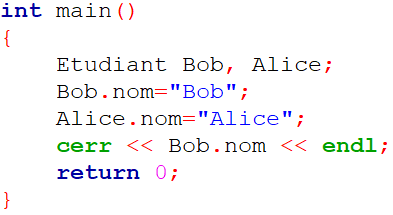 int main()
{
    Etudiant Bob, Alice;
    Bob.nom="Bob";
    Alice.nom="Alice";
    cerr << Bob.nom << endl;
    return 0;
}